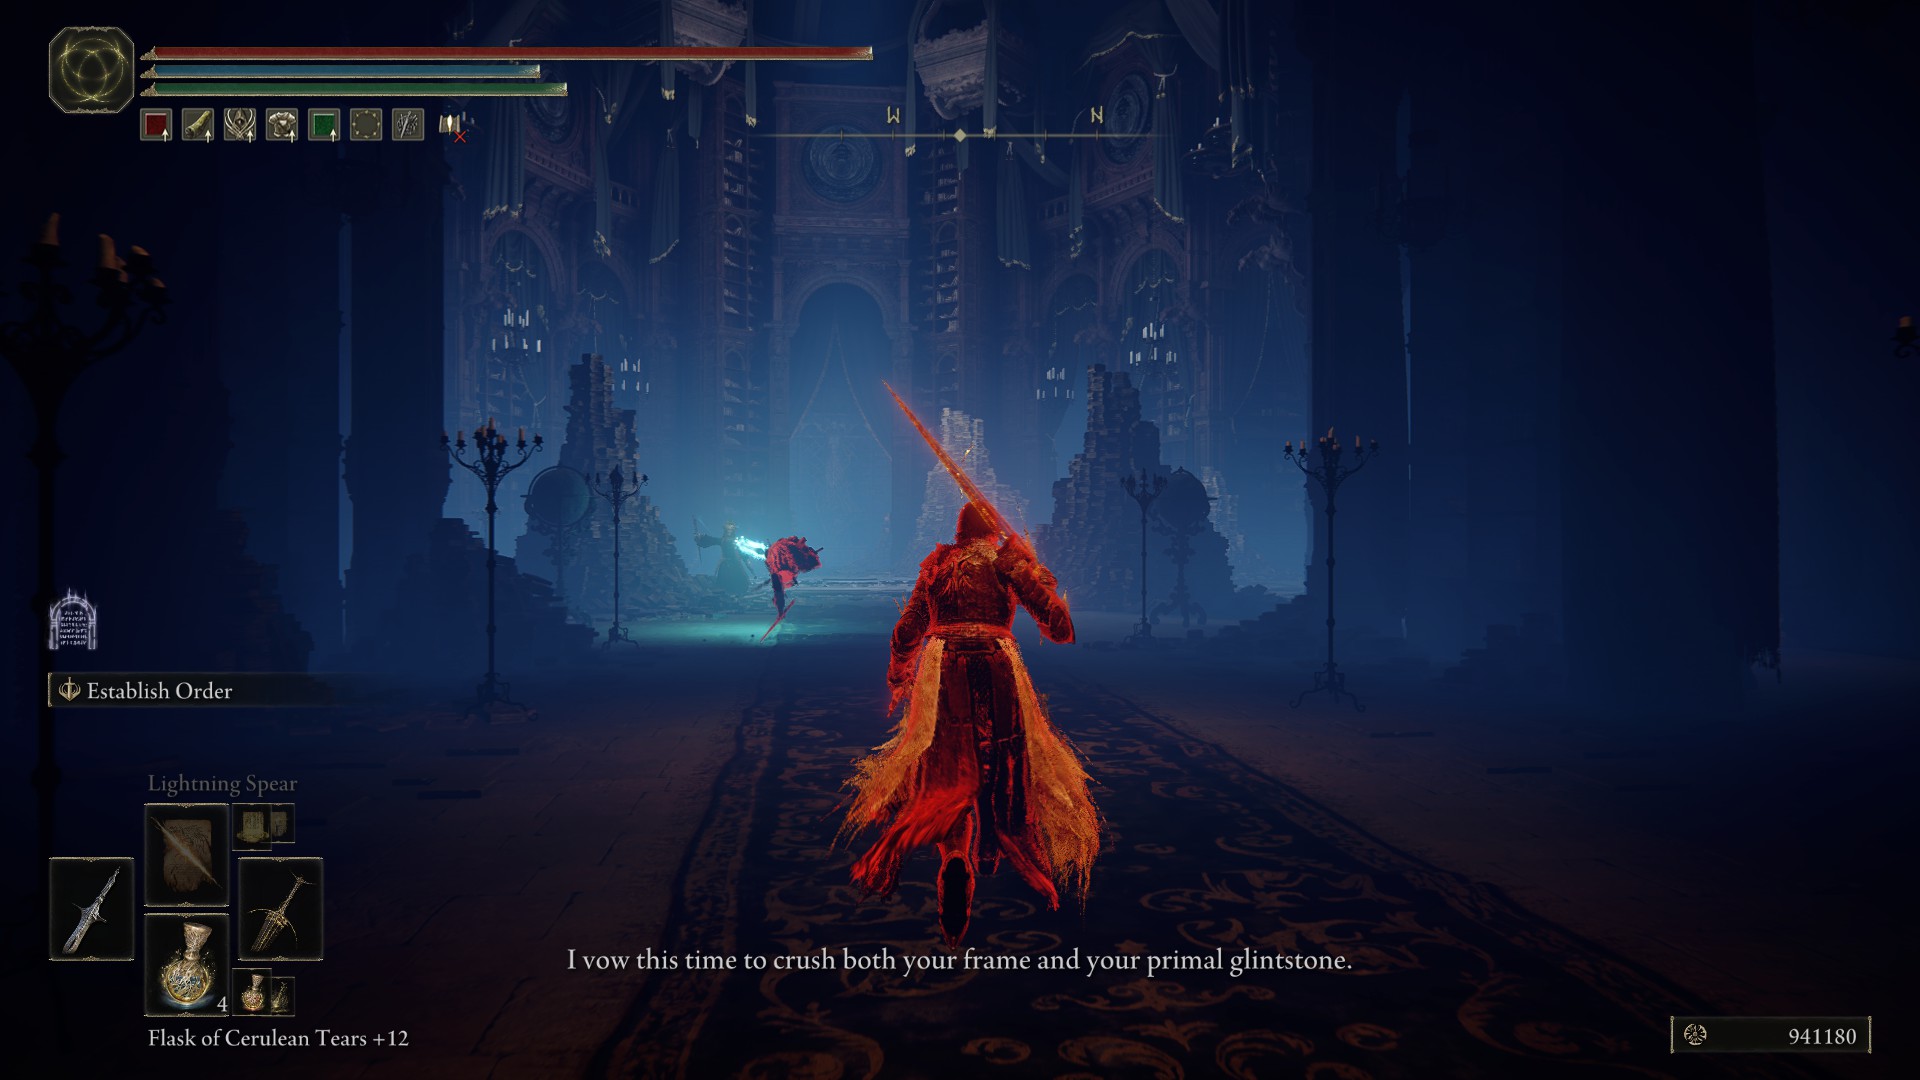 W
N
Establish Order
Lightning Spear
4
Flask of Cerulean Tears +12
I vow this time to crush both your frame and your primal glintstone.
941180